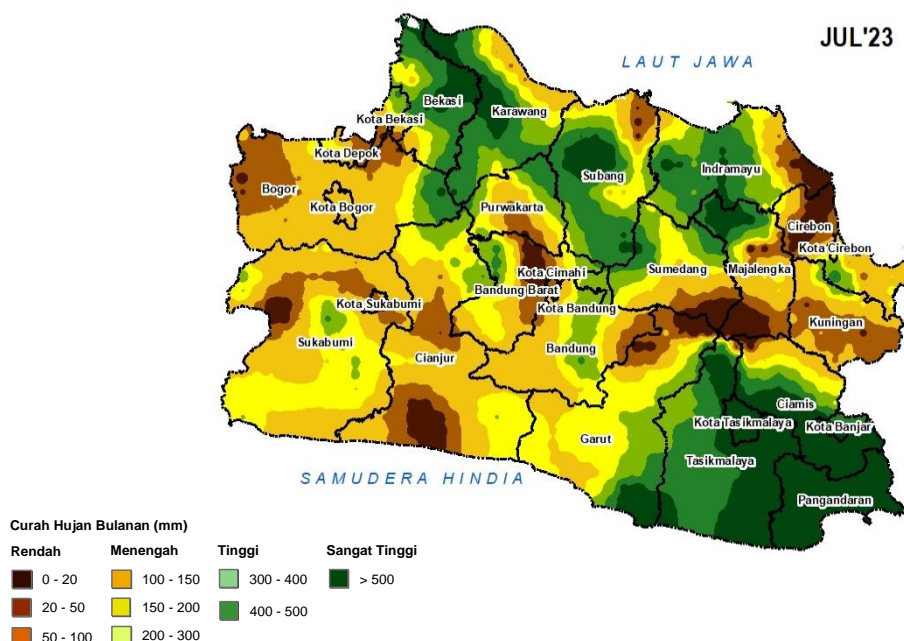 JUL'23
LAUT JAWA
Bekasi
Karawang
Kota Bekasi
Kota Depok
Subang
Indramayu
Bogor
Kota Bogor
Purwakarta
Cirebon
Kota Cirebon
Kota Cimahi
Sumedang
Majalengka
Bandung Barat
Kota Sukabumi
Kota Bandung
Kuningan
Sukabumi
Cianjur
Bandung
Ciamis
Kota Tasikmalaya
Kota Banjar
Garut
Tasikmalaya
SAMUDERA HINDIA
Pangandaran
Curah Hujan Bulanan (mm)
Rendah Menengah Tinggi Sangat Tinggi
0 - 20 100 - 150 300 - 400 > 500
20 - 50 150 - 200 400 - 500
50 - 100 200 - 300